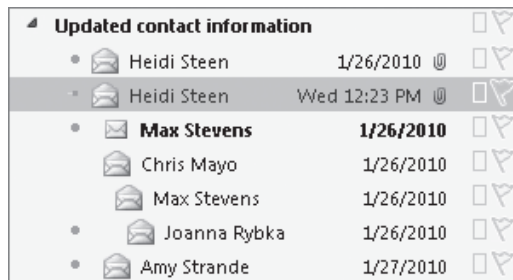 Updated contact information
Heidi Steen 1/26/2010
Heidi Steen Wed 12:23 PM
Max Stevens 1/26/2010
Chris Mayo 1/26/2010
Max Stevens 1/26/2010
Joanna Rybka 1/26/2010
Amy Strande 1/27/2010